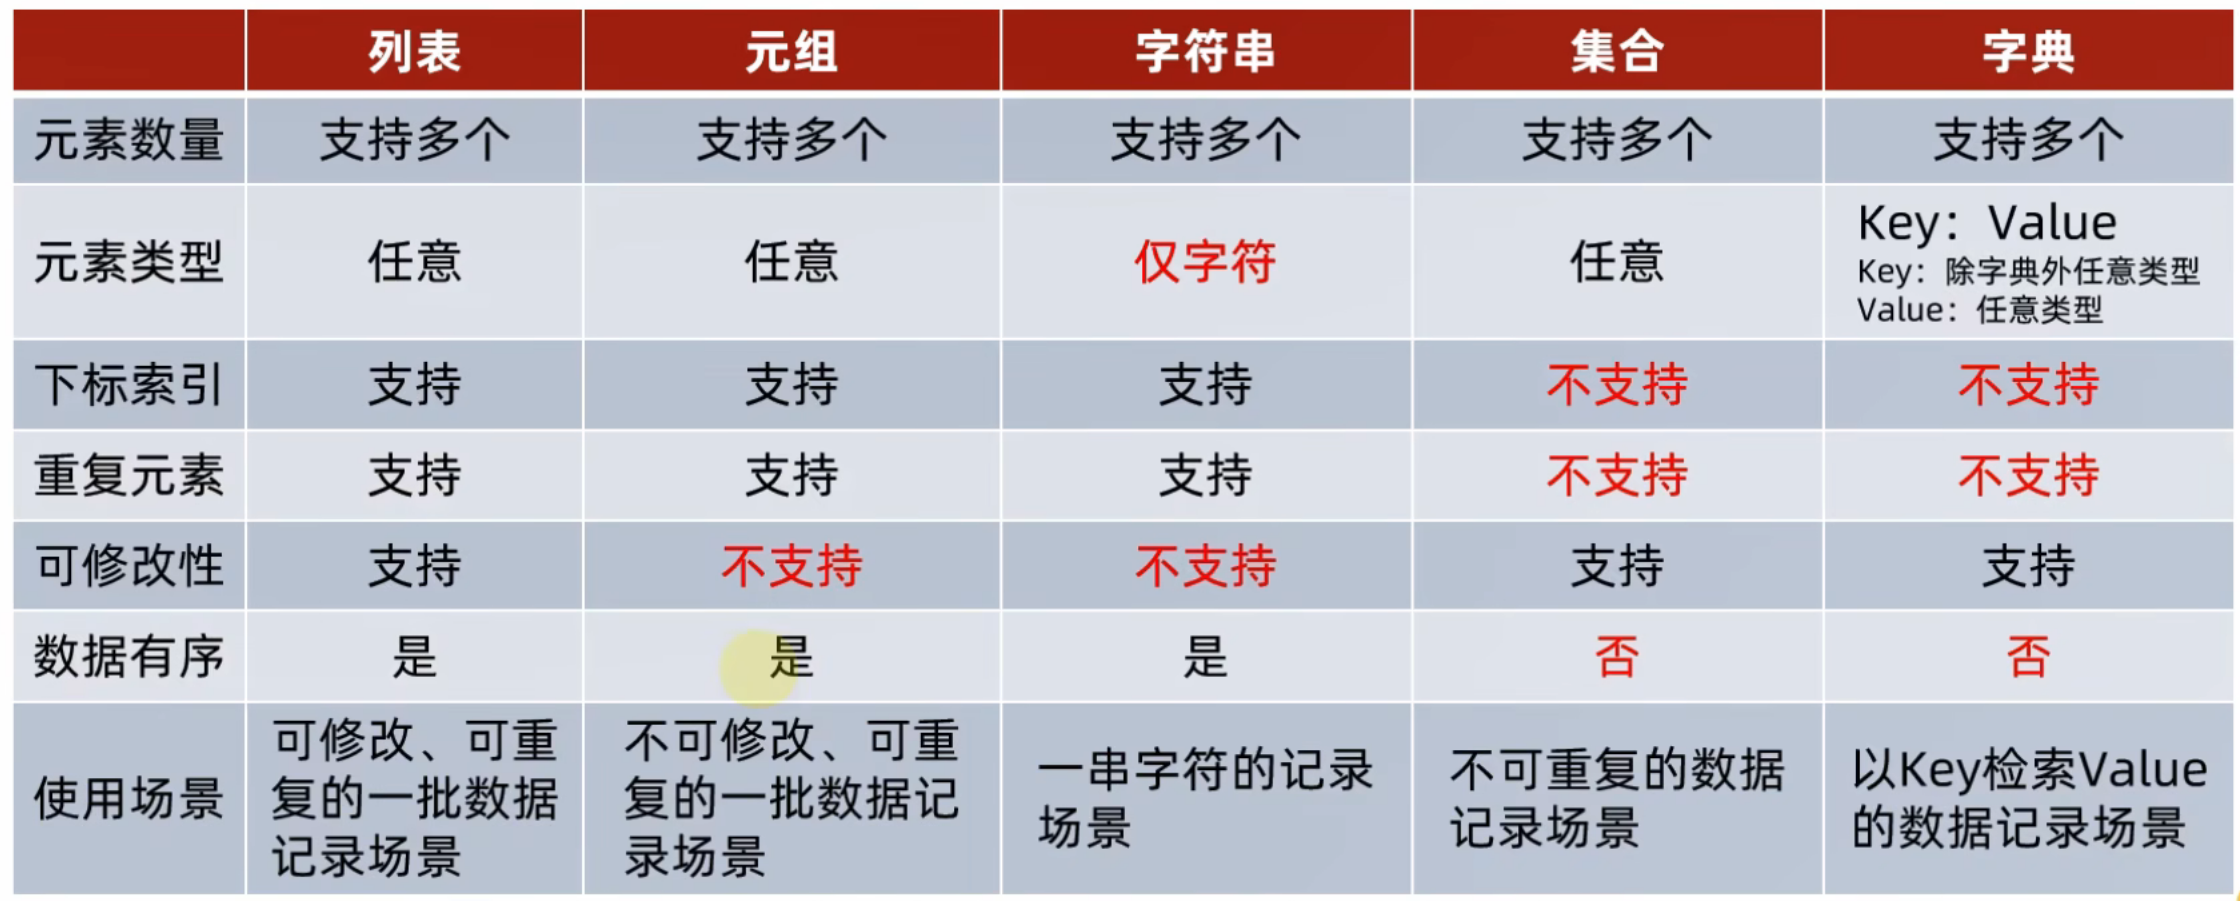 列表 元组 字符串 集合 字典
元素数量 支持多个 支持多个 支持多个 支持多个 支持多个
元素类型 任意 任意 仅字符 任意 Key：Value
Key：除字典外任意类型
Value：任意类型
下标索引 支持 支持 支持 不支持 不支持
重复元素 支持 支持 支持 不支持 不支持
可修改性 支持 不支持 不支持 支持 支持
数据有序 是 是 是 否 否
使用场景
可修改、可重
复的一批数据
记录场景
不可修改、可重
复的一批数据记
录场景
一串字符的记录
场景
不可重复的数据
记录场景
以Key检索Value
的数据记录场景